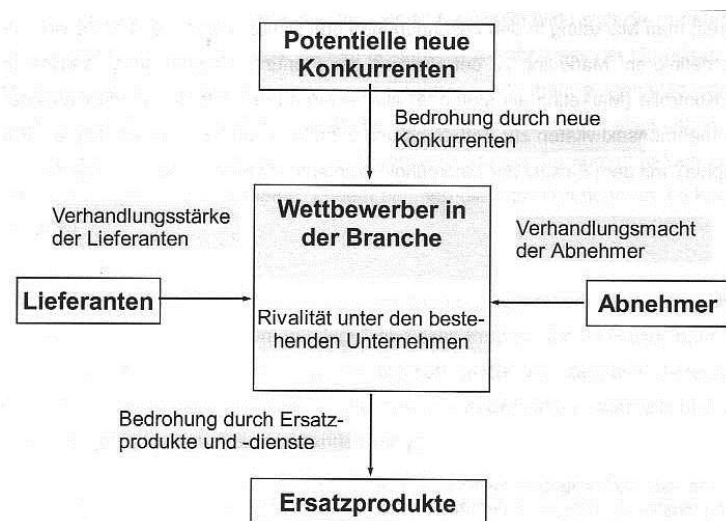 Potentielle neue
Konkurrenten
Bedrohung durch neue
Konkurrenten
Verhandlungsstärke
der Lieferanten
Wettbewerber in
der Branche
Verhandlungsmacht
der Abnehmer
Lieferanten
Rivalität unter den beste-
henden Unternehmen
Abnehmer
Bedrohung durch Ersatz-
produkte und -dienste
Ersatzprodukte